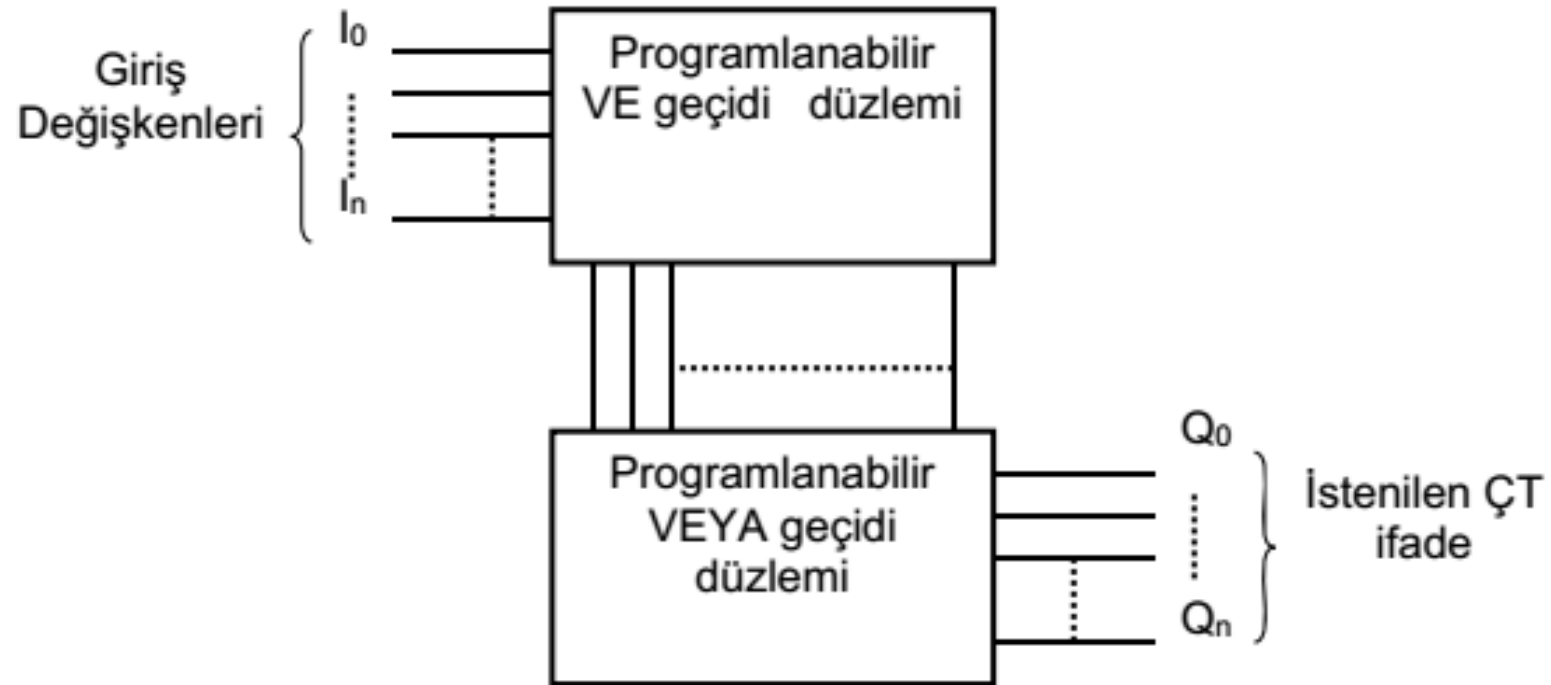 Giriş
Değişkenleri
I0
In
Programlanabilir
VE geçidi düzlemi
Programlanabilir
VEYA geçidi
düzlemi
Q0
Qn
İstenilen ÇT
ifade